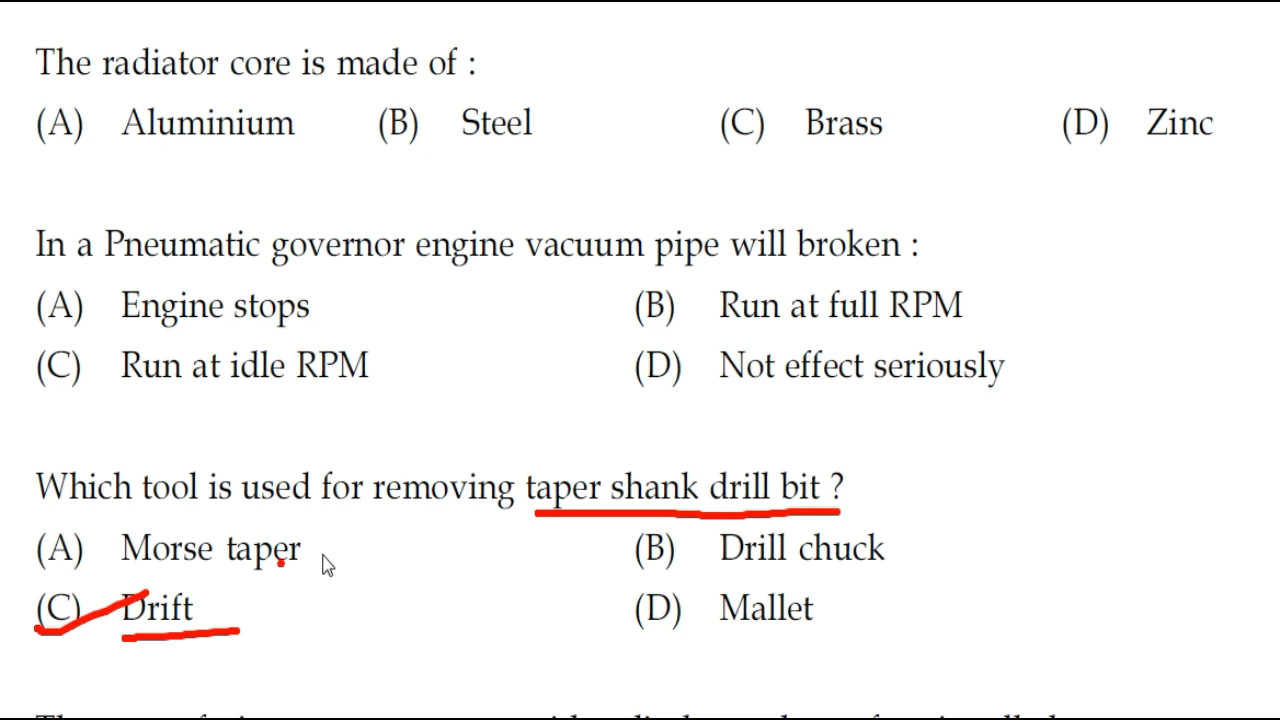 The radiator core is made of :
(A) Aluminium (B) Steel (C) Brass (D) Zinc
In a Pneumatic governor engine vacuum pipe will broken :
(A) Engine stops (B) Run at full RPM
(C) Run at idle RPM (D) Not effect seriously
Which tool is used for removing taper shank drill bit ?
(A) Morse taper (B) Drill chuck
(C) Drift (D) Mallet